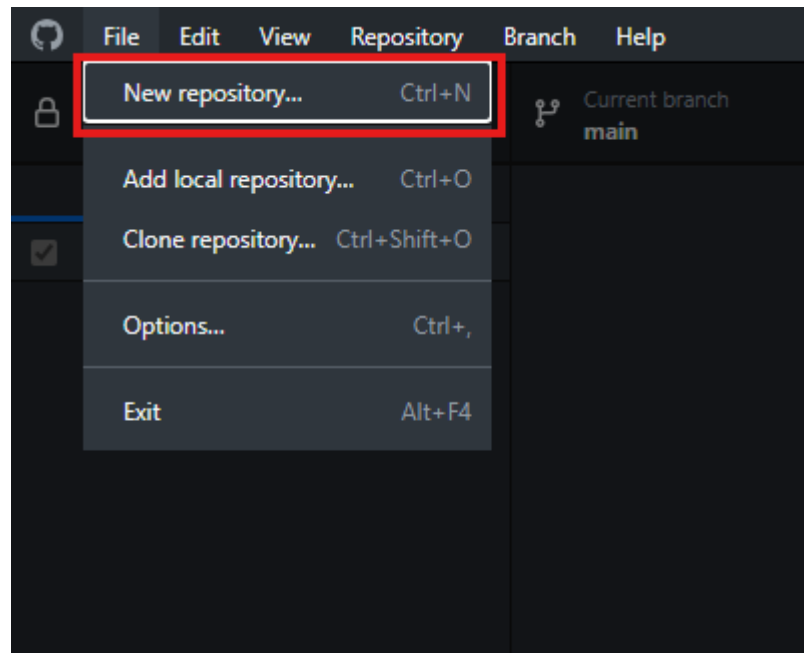 File Edit View Repository Branch Help
New repository... Ctrl+N
Current branch
main
Add local repository... Ctrl+O
Clone repository... Ctrl+Shift+O
Options... Ctrl+,
Exit Alt+F4